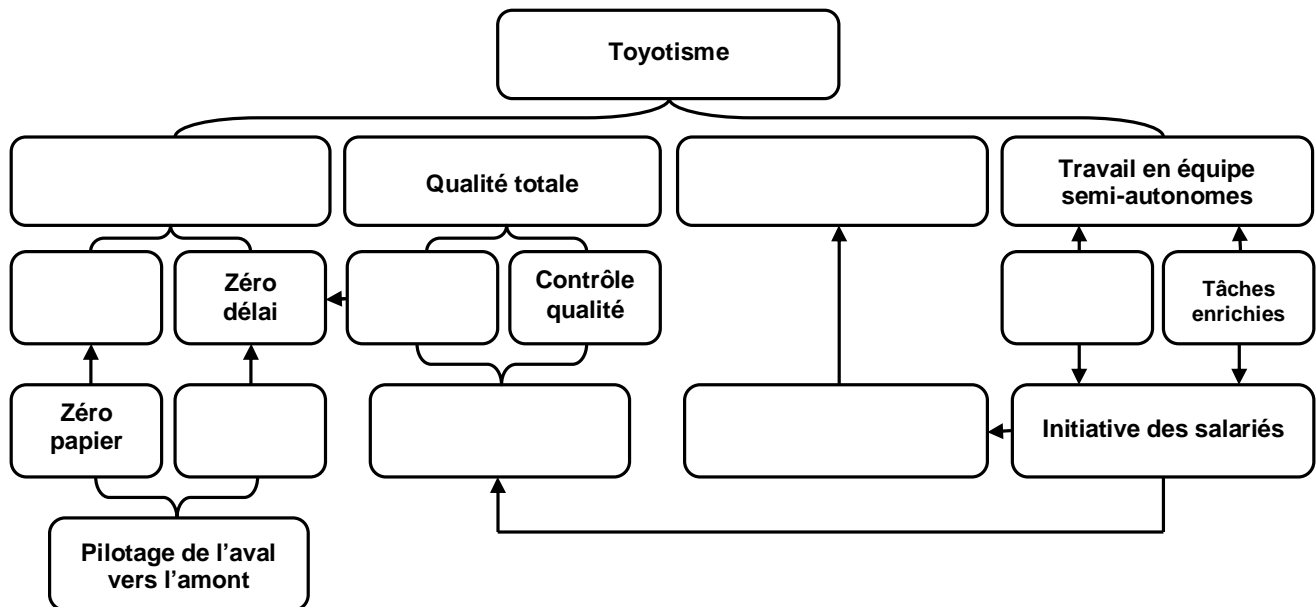 Toyotisme
Qualité totale
Travail en équipe
semi-autonomes
Zéro
délai
Contrôle
qualité
Tâches
enrichies
Zéro
papier
Initiative des salariés
Pilotage de l’aval
vers l’amont